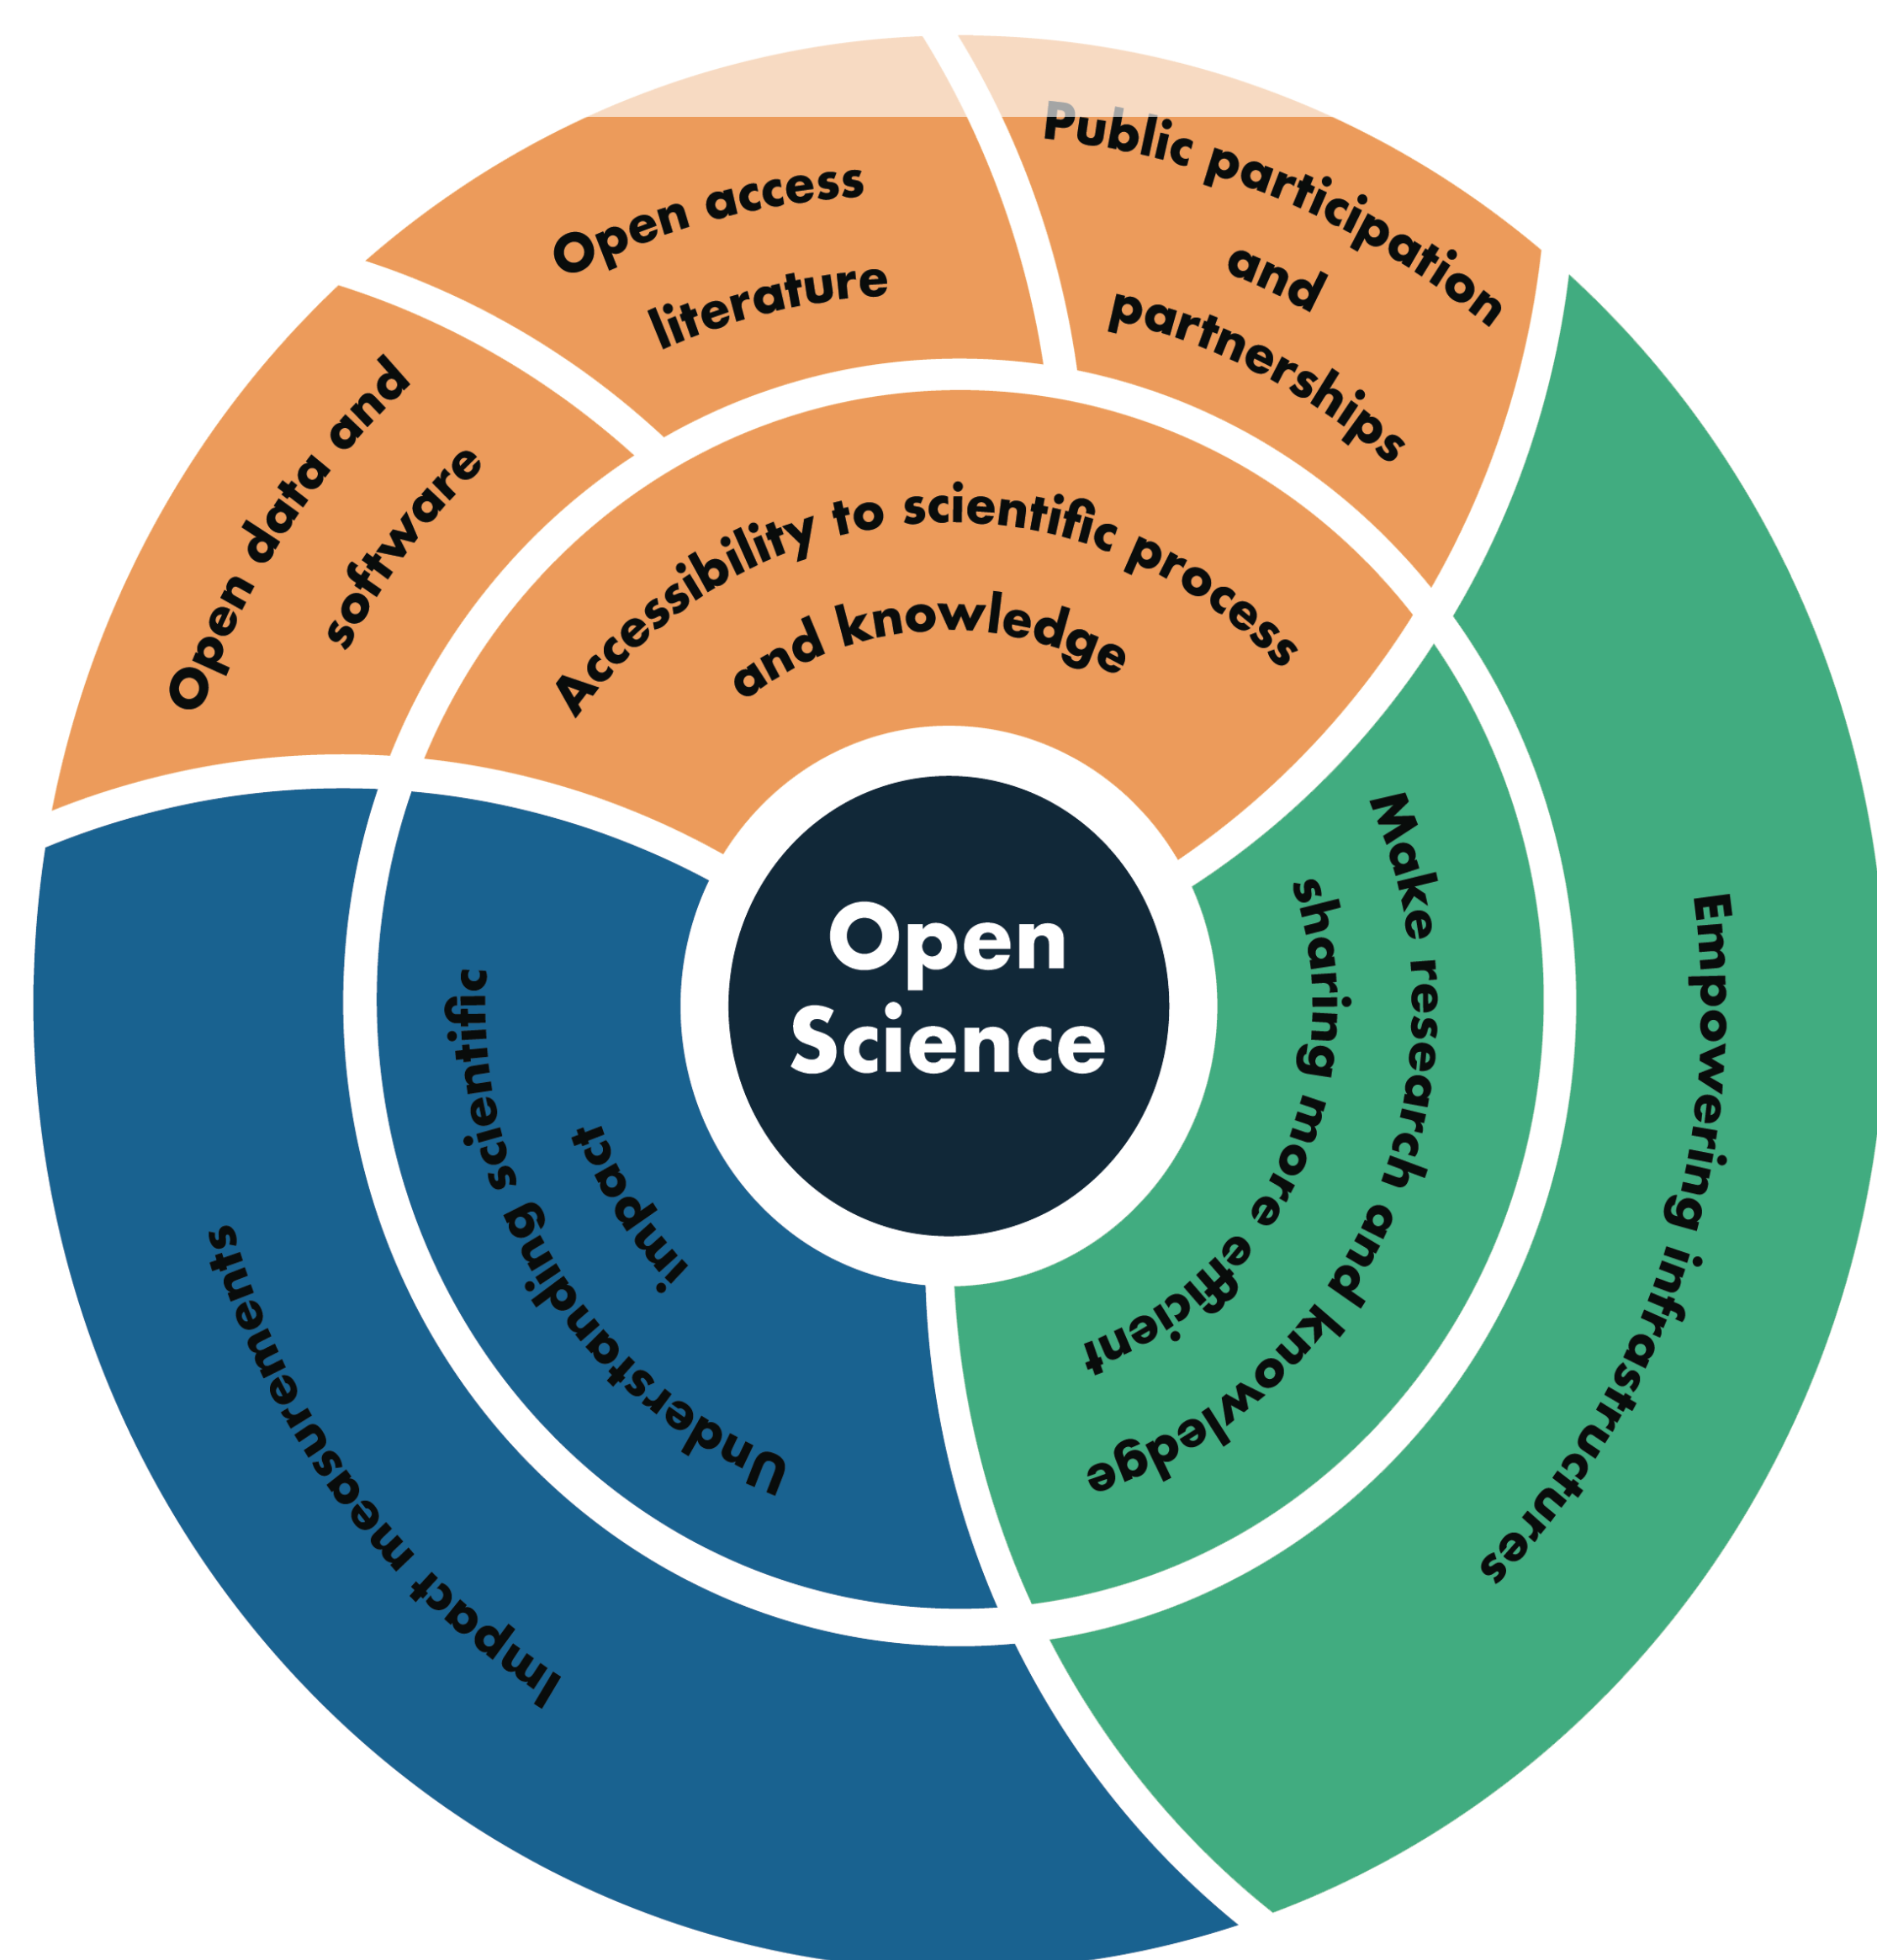 Open access
literature
Public participation
and
partnerships
Open data and
software
Accessibility to scientific process
and knowledge
Open
Science
Make research and knowledge
sharing more efficient
Empowering infrastructures
Understanding scientific
impact
Impact measurements